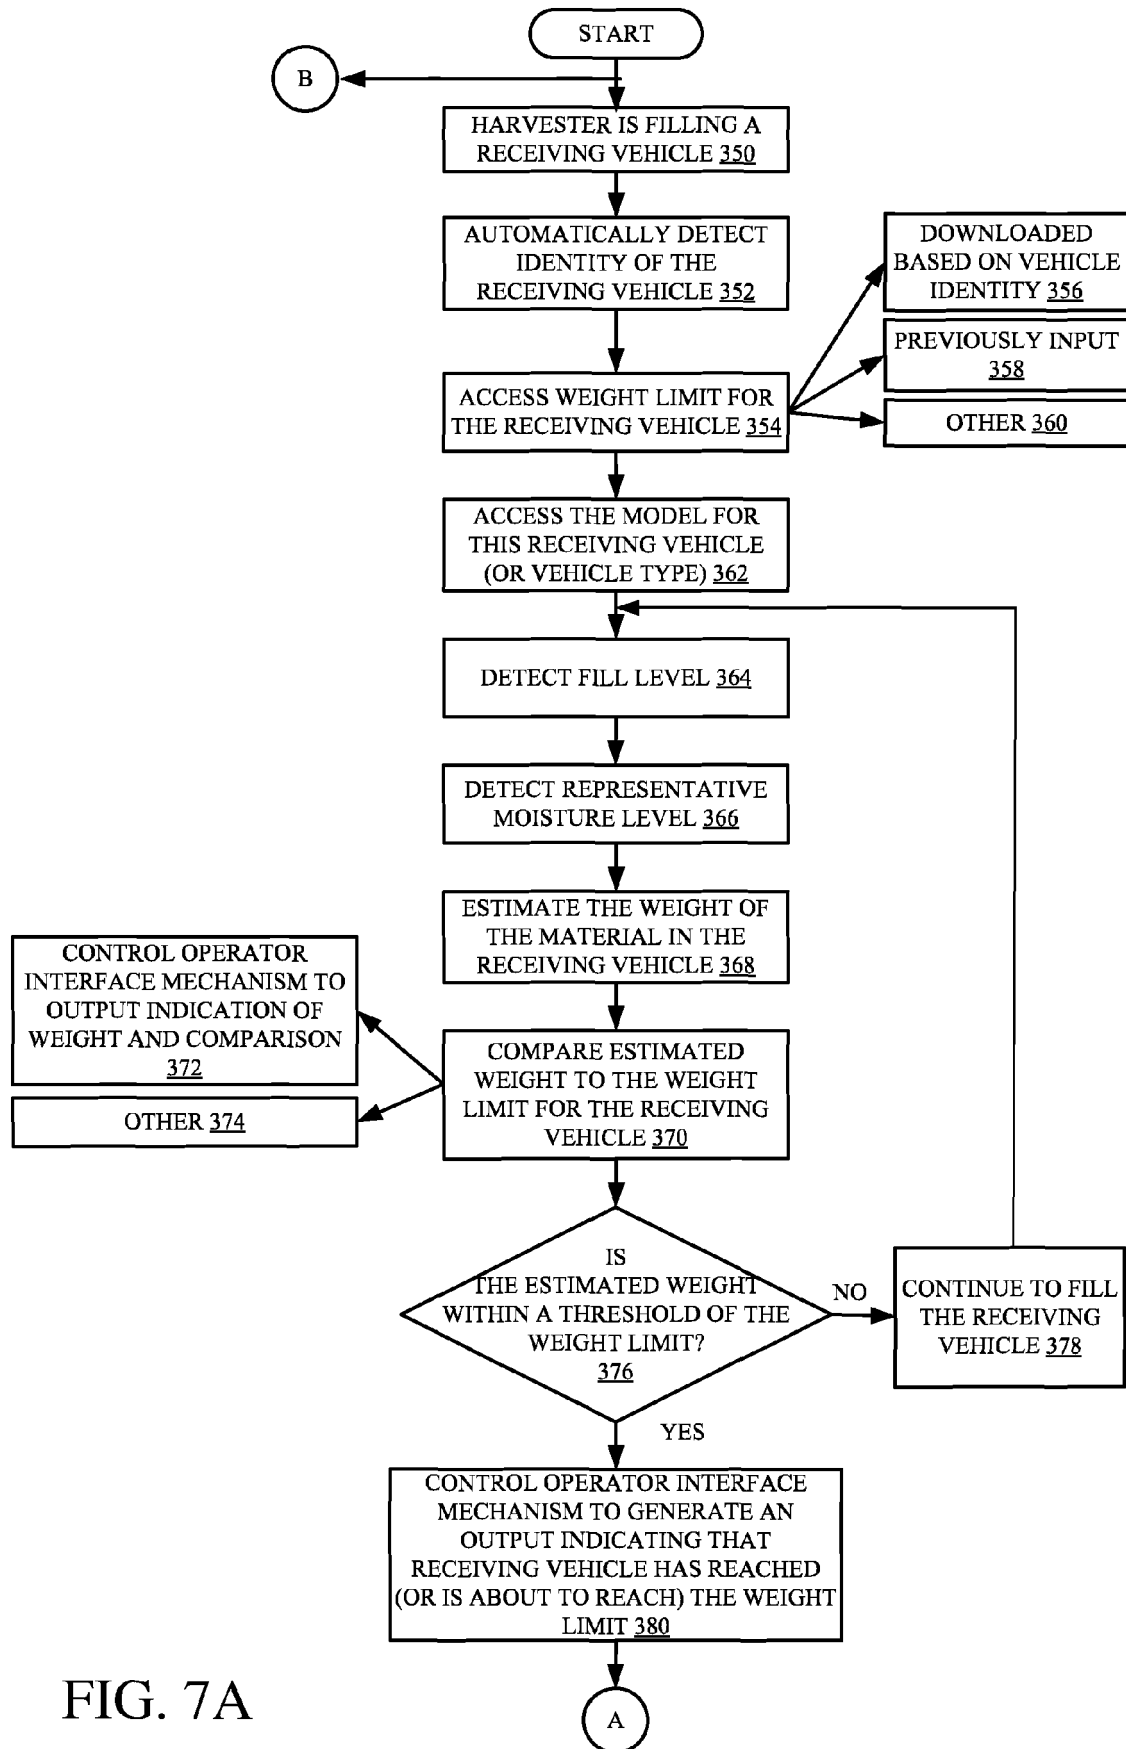 START
B
HARVESTER IS FILLING A
RECEIVING VEHICLE 350
AUTOMATICALLY DETECT
IDENTITY OF THE
RECEIVING VEHICLE 352
DOWNLOADED
BASED ON VEHICLE
IDENTITY 356
PREVIOUSLY INPUT
358
OTHER 360
ACCESS WEIGHT LIMIT FOR
THE RECEIVING VEHICLE 354
ACCESS THE MODEL FOR
THIS RECEIVING VEHICLE
(OR VEHICLE TYPE) 362
DETECT FILL LEVEL 364
DETECT REPRESENTATIVE
MOISTURE LEVEL 366
ESTIMATE THE WEIGHT OF
THE MATERIAL IN THE
RECEIVING VEHICLE 368
CONTROL OPERATOR
INTERFACE MECHANISM TO
OUTPUT INDICATION OF
WEIGHT AND COMPARISON
372
OTHER 374
COMPARE ESTIMATED
WEIGHT TO THE WEIGHT
LIMIT FOR THE RECEIVING
VEHICLE 370
IS
THE ESTIMATED WEIGHT
WITHIN A THRESHOLD OF THE
WEIGHT LIMIT?
376
NO
CONTINUE TO FILL
THE RECEIVING
VEHICLE 378
YES
CONTROL OPERATOR INTERFACE
MECHANISM TO GENERATE AN
OUTPUT INDICATING THAT
RECEIVING VEHICLE HAS REACHED
(OR IS ABOUT TO REACH) THE WEIGHT
LIMIT 380
A
FIG. 7A